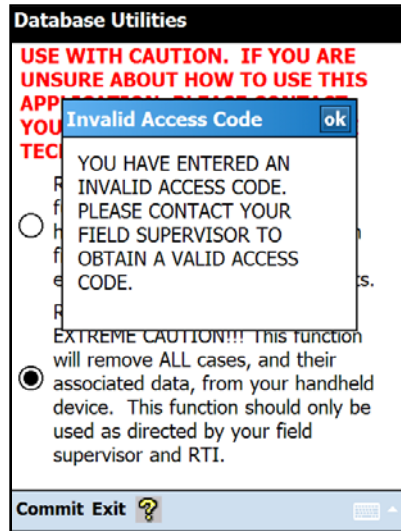 Database Utilities
USE WITH CAUTION. IF YOU ARE
UNSURE ABOUT HOW TO USE THIS
YOU
Invalid Access Code ok
YOU HAVE ENTERED AN
INVALID ACCESS CODE.
PLEASE CONTACT YOUR
FIELD SUPERVISOR TO
OBTAIN A VALID ACCESS
CODE.
EXTREME CAUTION!!! This function
will remove ALL cases, and their
associated data, from your handheld
device. This function should only be
used as directed by your field
supervisor and RTI.
Commit Exit ?